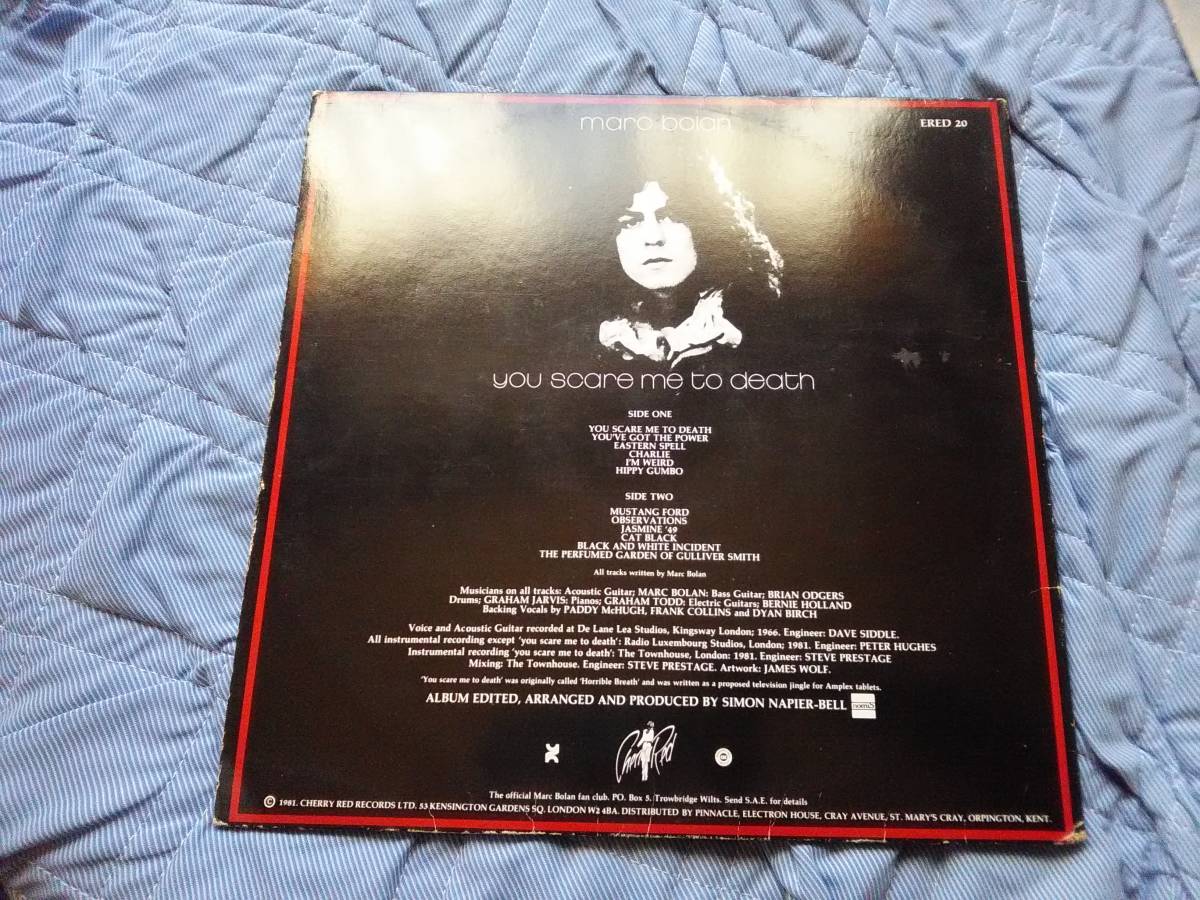 marc bolan
ERED 20
you scare me to death
SIDE ONE
YOU SCARE ME TO DEATH
YOU'VE GOT THE POWER
EASTERN SPELL
CHARLIE
I'M WEIRD
HIPPY GUMBO
SIDE TWO
MUSTANG FORD
OBSERVATIONS
JASMINE '49
CAT BLACK
BLACK AND WHITE INCIDENT
THE PERFUMED GARDEN OF GULLIVER SMITH
All tracks written by Marc Bolan
Musicians on all tracks: Acoustic Guitar; MARC BOLAN: Bass Guitar; BRIAN ODGERS
Drums; GRAHAM JARVIS: Pianos; GRAHAM TODD: Electric Guitars; BERNIE HOLLAND
Backing Vocals by PADDY McHUGH, FRANK COLLINS and DYAN BIRCH
Voice and Acoustic Guitar recorded at De Lane Lea Studios, Kingsway London; 1966. Engineer: DAVE SIDDLE.
All instrumental recording except 'you scare me to death': Radio Luxembourg Studios, London; 1981. Engineer: PETER HUGHES
Instrumental recording 'you scare me to death': The Townhouse, London: 1981. Engineer: STEVE PRESTAGE
Mixing: The Townhouse. Engineer: STEVE PRESTAGE. Artwork: JAMES WOLF.
'You scare me to death' was originally called 'Horrible Breath' and was written as a proposed television jingle for Amplex tablets.
ALBUM EDITED, ARRANGED AND PRODUCED BY SIMON NAPIER-BELL
Cherry Red
The official Marc Bolan fan club. PO. Box 5. Trowbridge Wilts. Send S.A.E. for details
© 1981. CHERRY RED RECORDS LTD. 53 KENSINGTON GARDENS SQ. LONDON W2 4BA. DISTRIBUTED BY PINNACLE, ELECTRON HOUSE, CRAY AVENUE, ST. MARY'S CRAY, ORPINGTON, KENT.